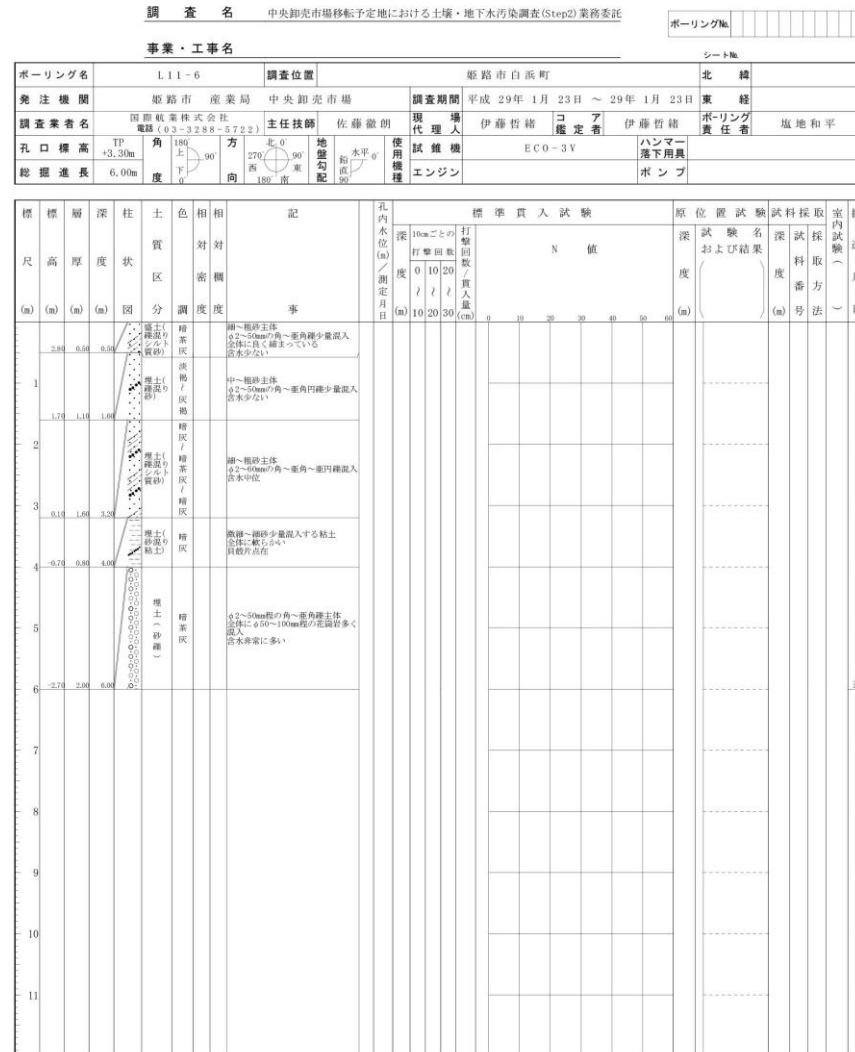 調査名 中央卸売市場移転予定地における土壌・地下水汚染調査(Step2)業務委託
ボーリングNo.
事業・工事名
シートNo.
ボーリング名 L11-6 調査位置 姫路市白浜町 北緯
発注機関 姫路市 産業局 中央卸売市場 調査期間 平成 29年 1月 23日 ~ 29年 1月 23日 東経
調査業者名 国際航業株式会社 電話(03-3288-5722) 主任技師 佐藤徹朗 現場代理人 伊藤哲緒 コア鑑定者 伊藤哲緒 ボーリング責任者 塩地和平
孔口標高 TP +3.30m 角度 180° 上 90° 下 0° 方向 北 0° 270° 西 90° 東 180° 南 地盤勾配 水平 0° 鉛直 90° 使用機種 試錐機 ECO-3V ハンマー落下用具
総掘進長 6.00m エンジン ポンプ
標尺(m) 標高(m) 層厚(m) 深度(m) 柱状図 土質区分 色調 相対密度 相対稠度 記事 孔内水位(m)/測定月日 標準貫入試験 原位置試験 試料採取 室内試験()
深度(m) 10cmごとの打撃回数 打撃回数/貫入量(cm) N値 深度(m) 試験名および結果 深度(m) 試料番号 採取方法
0 10 20
~ ~ ~
10 20 30
0 10 20 30 40 50 60
盛土(礫混りシルト質砂) 暗茶灰 細~粗砂主体
φ2~50mmの角~亜角礫少量混入
全体に良く締まっている
含水少ない
2.80 0.50 0.50
1
埋土(礫混り砂) 淡褐~灰褐 中~粗砂主体
φ2~50mmの角~亜角円礫少量混入
含水少ない
1.70 1.10 1.60
2
埋土(礫混りシルト質砂) 暗灰~暗茶灰~暗灰 細~粗砂主体
φ2~60mmの角~亜角~亜円礫混入
含水中位
3
0.10 1.60 3.20
埋土(砂混り粘土) 暗灰 微細~細砂少量混入する粘土
全体に軟らかい
貝殻片点在
4 -0.70 0.80 4.00
埋土(砂礫) 暗茶灰 φ2~50mm程の角~亜角礫主体
全体にφ50~100mm程の花崗岩多く
混入
含水非常に多い
5
6 -2.70 2.00 6.00
7
8
9
10
11